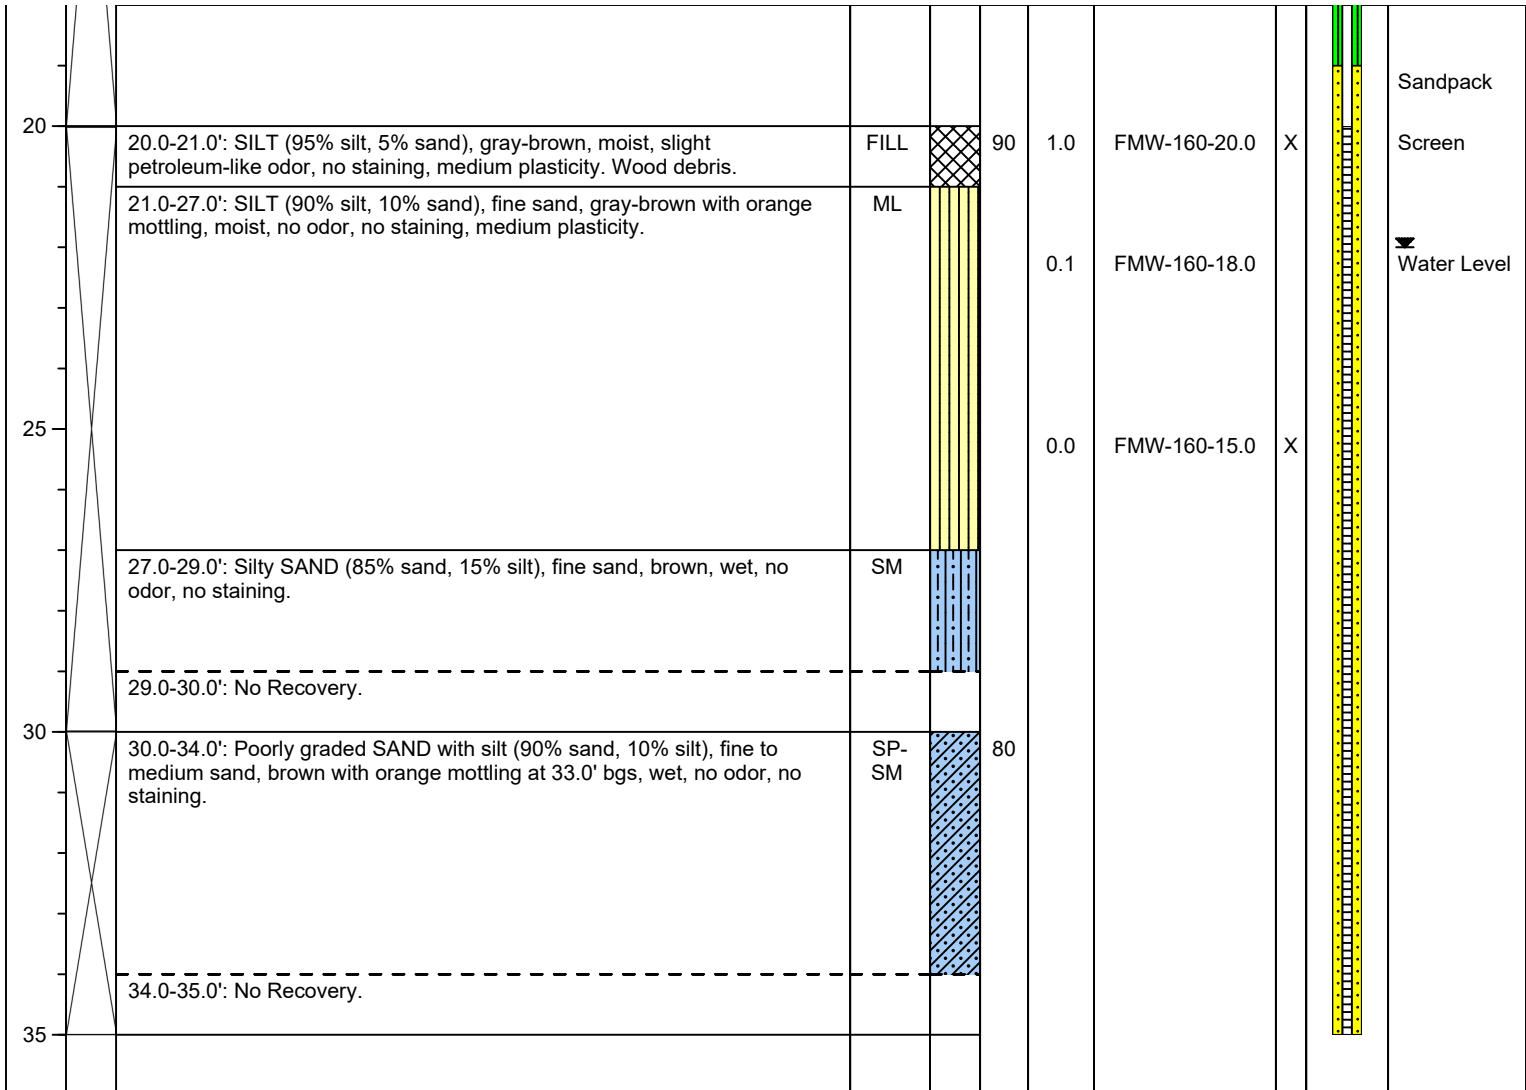 Sandpack
20
20.0-21.0': SILT (95% silt, 5% sand), gray-brown, moist, slight
petroleum-like odor, no staining, medium plasticity. Wood debris.
FILL
90
1.0
FMW-160-20.0
X
Screen
21.0-27.0': SILT (90% silt, 10% sand), fine sand, gray-brown with orange
mottling, moist, no odor, no staining, medium plasticity.
ML
0.1
FMW-160-18.0
Water Level
25
0.0
FMW-160-15.0
X
27.0-29.0': Silty SAND (85% sand, 15% silt), fine sand, brown, wet, no
odor, no staining.
SM
29.0-30.0': No Recovery.
30
30.0-34.0': Poorly graded SAND with silt (90% sand, 10% silt), fine to
medium sand, brown with orange mottling at 33.0' bgs, wet, no odor, no
staining.
SP-
SM
80
34.0-35.0': No Recovery.
35